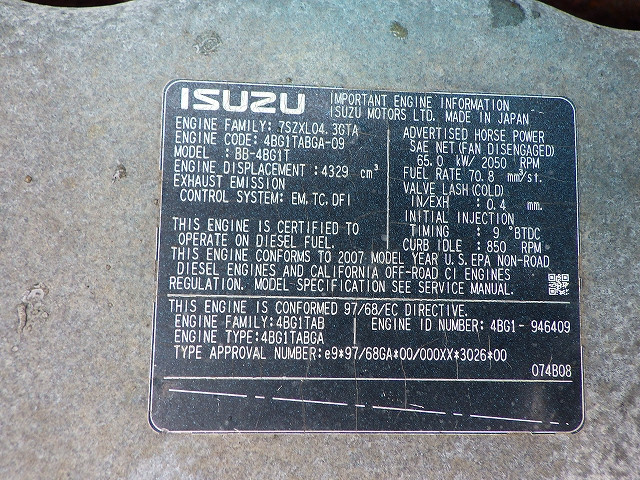 ISUZU
IMPORTANT ENGINE INFORMATION
ISUZU MOTORS LTD. MADE IN JAPAN
ENGINE FAMILY: 7SZXL04.3GTA
ENGINE CODE: 4BG1TABGA-09
MODEL : BB-4BG1T
ENGINE DISPLACEMENT :4329 cm³
EXHAUST EMISSION
CONTROL SYSTEM: EM,TC,DFI
THIS ENGINE IS CERTIFIED TO
OPERATE ON DIESEL FUEL.
ADVERTISED HORSE POWER
SAE NET(FAN DISENGAGED)
65.0 kW/ 2050 RPM
FUEL RATE 70.8 mm³/st.
VALVE LASH(COLD)
IN/EXH : 0.4 mm.
INITIAL INJECTION
TIMING : 9 °BTDC
CURB IDLE : 850 RPM
THIS ENGINE CONFORMS TO 2007 MODEL YEAR U.S.EPA NON-ROAD
DIESEL ENGINES AND CALIFORNIA OFF-ROAD CI ENGINES
REGULATION. MODEL SPECIFICATION SEE SERVICE MANUAL.
THIS ENGINE IS CONFORMED 97/68/EC DIRECTIVE.
ENGINE FAMILY:4BG1TAB ENGINE ID NUMBER: 4BG1- 946409
ENGINE TYPE:4BG1TABGA
TYPE APPROVAL NUMBER:e9*97/68GA*00/000XX*3026*00
074B08